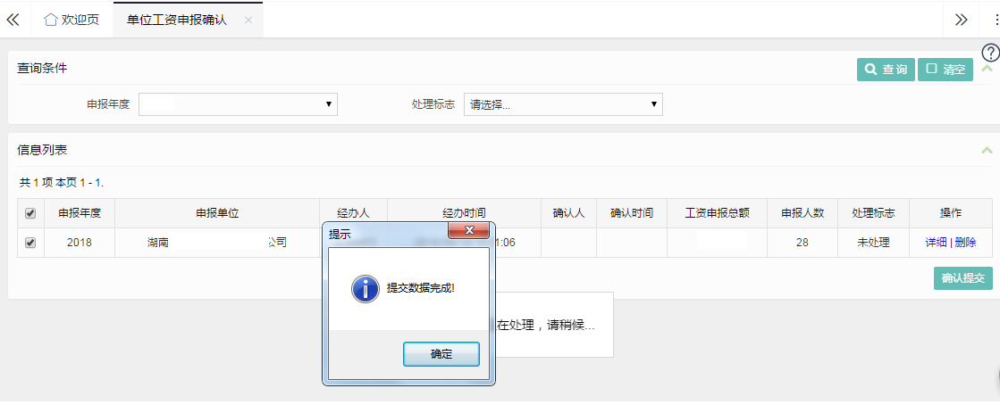 欢迎页 单位工资申报确认
查询条件 查询 清空
申报年度 处理标志 请选择...
信息列表
共 1 项 本页 1 - 1.
申报年度 申报单位 经办人 经办时间 确认人 确认时间 工资申报总额 申报人数 处理标志 操作
2018 湖南 公司 1:06 28 未处理 详细 | 删除
确认提交
提示
提交数据完成!
在处理，请稍候...
确定